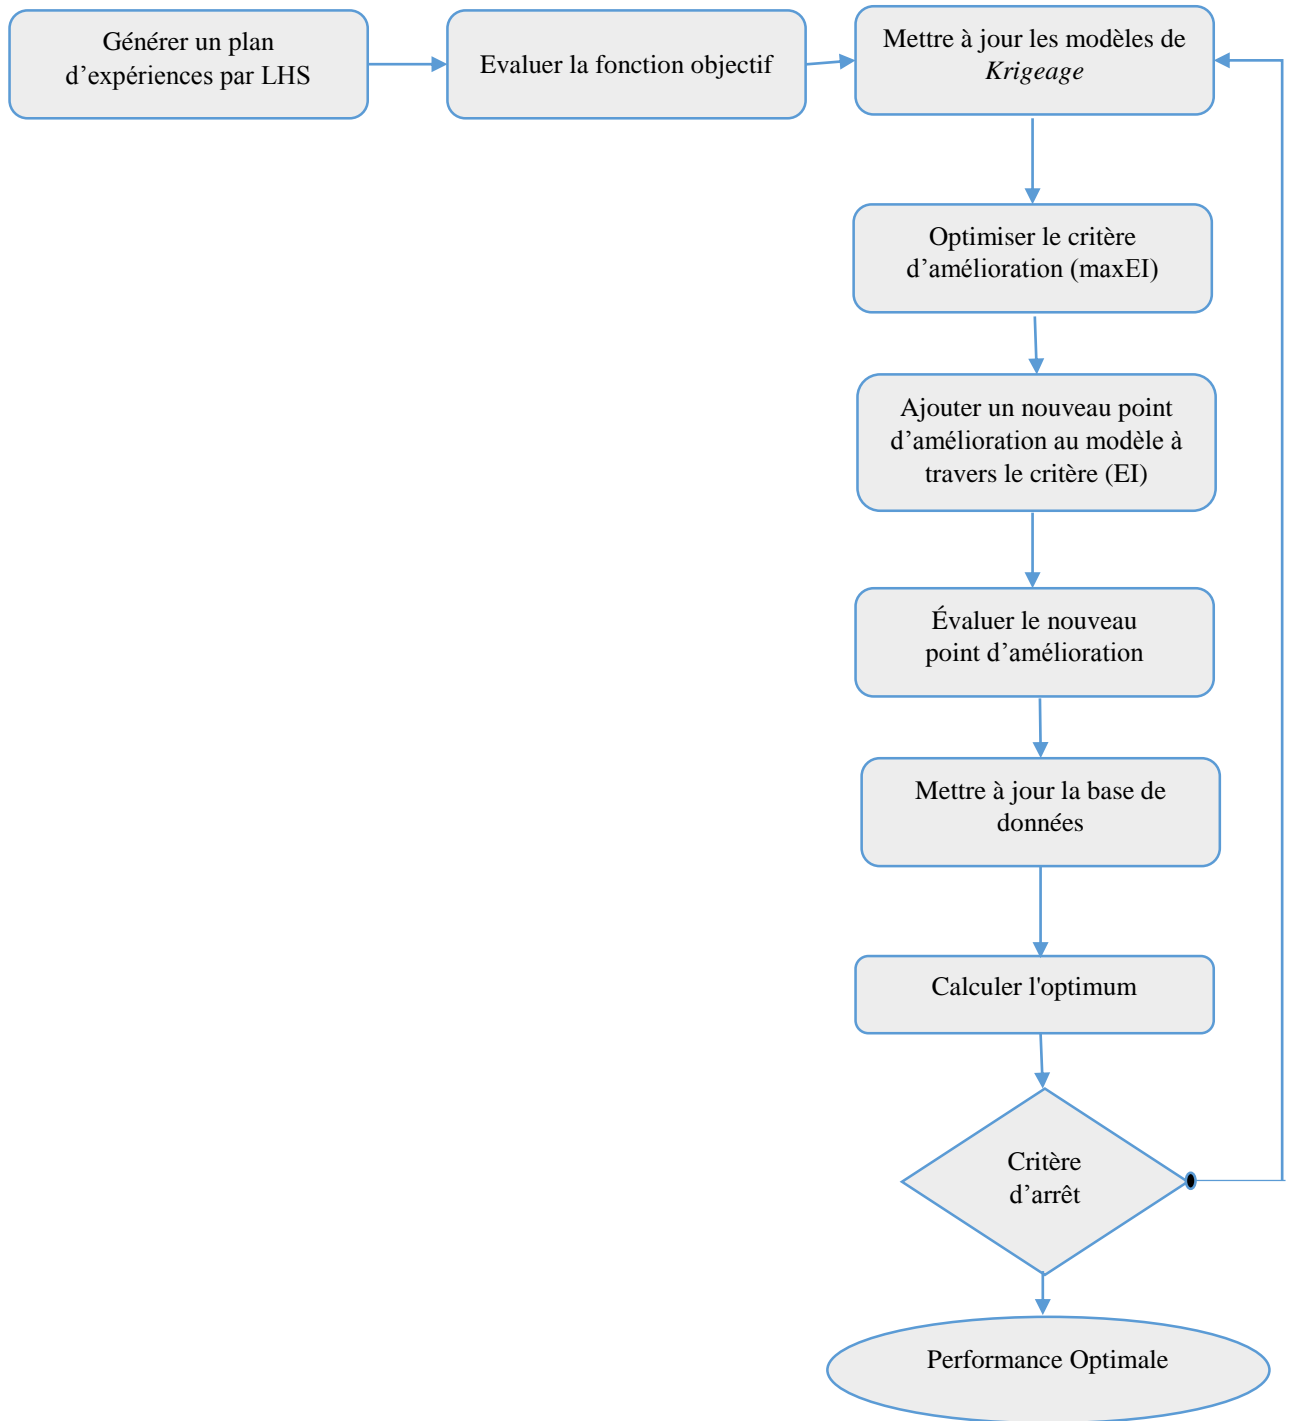 Générer un plan
d’expériences par LHS
Evaluer la fonction objectif
Mettre à jour les modèles de
Krigeage
Optimiser le critère
d’amélioration (maxEI)
Ajouter un nouveau point
d’amélioration au modèle à
travers le critère (EI)
Évaluer le nouveau
point d’amélioration
Mettre à jour la base de
données
Calculer l'optimum
Critère
d’arrêt
Performance Optimale